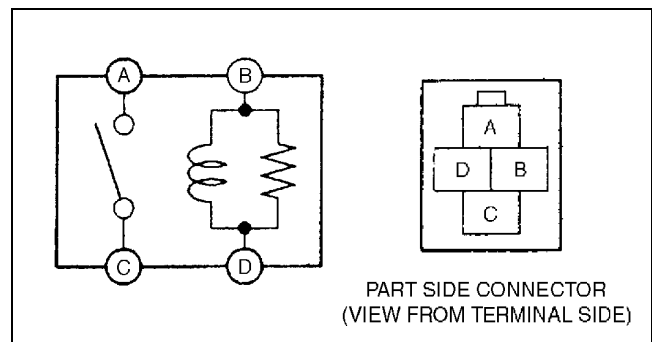 A B
C D
A
D B
C
PART SIDE CONNECTOR
(VIEW FROM TERMINAL SIDE)